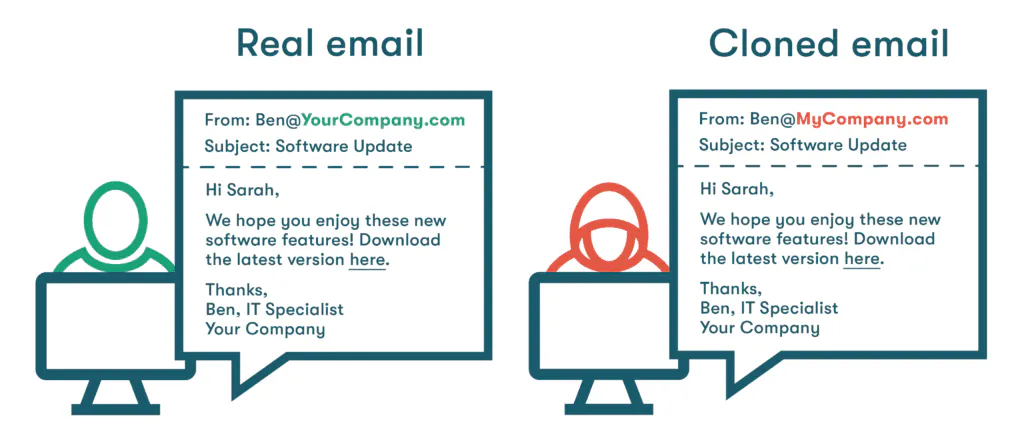 Real email
From: Ben@YourCompany.com
Subject: Software Update
Hi Sarah,
We hope you enjoy these new
software features! Download
the latest version here.
Thanks,
Ben, IT Specialist
Your Company
Cloned email
From: Ben@MyCompany.com
Subject: Software Update
Hi Sarah,
We hope you enjoy these new
software features! Download
the latest version here.
Thanks,
Ben, IT Specialist
Your Company